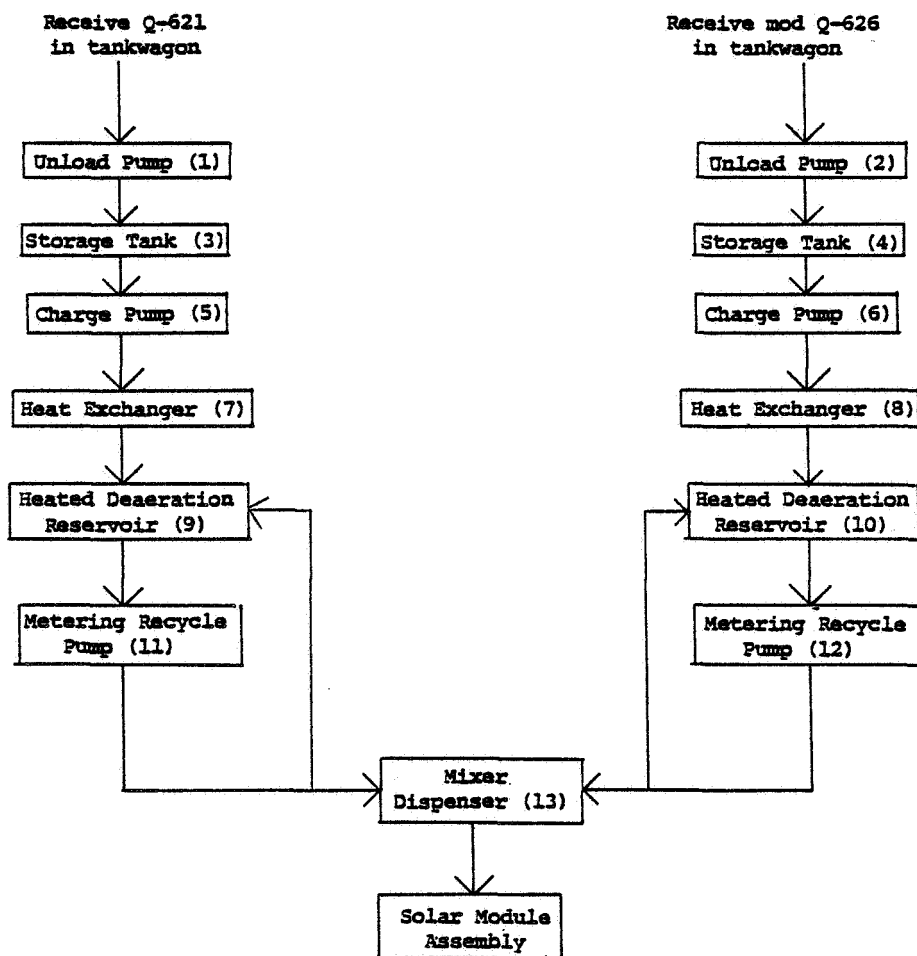 Receive Q-621
in tankwagon
Unload Pump (1)
Storage Tank (3)
Charge Pump (5)
Heat Exchanger (7)
Heated Deaeration
Reservoir (9)
Metering Recycle
Pump (11)
Receive mod Q-626
in tankwagon
Unload Pump (2)
Storage Tank (4)
Charge Pump (6)
Heat Exchanger (8)
Heated Deaeration
Reservoir (10)
Metering Recycle
Pump (12)
Mixer
Dispenser (13)
Solar Module
Assembly